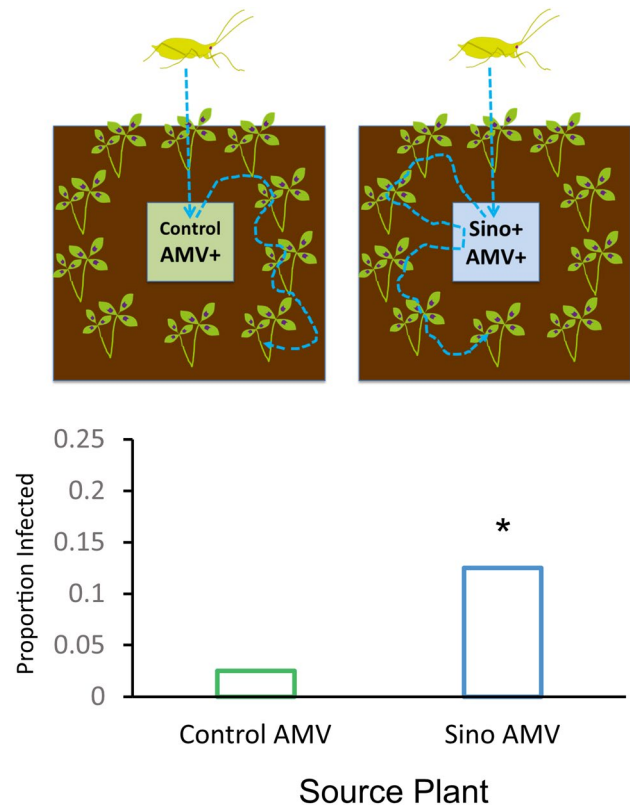 Control
AMV+
Sino+
AMV+
Proportion Infected
0.25
0.2
0.15
0.1
0.05
0
*
Control AMV
Sino AMV
Source Plant